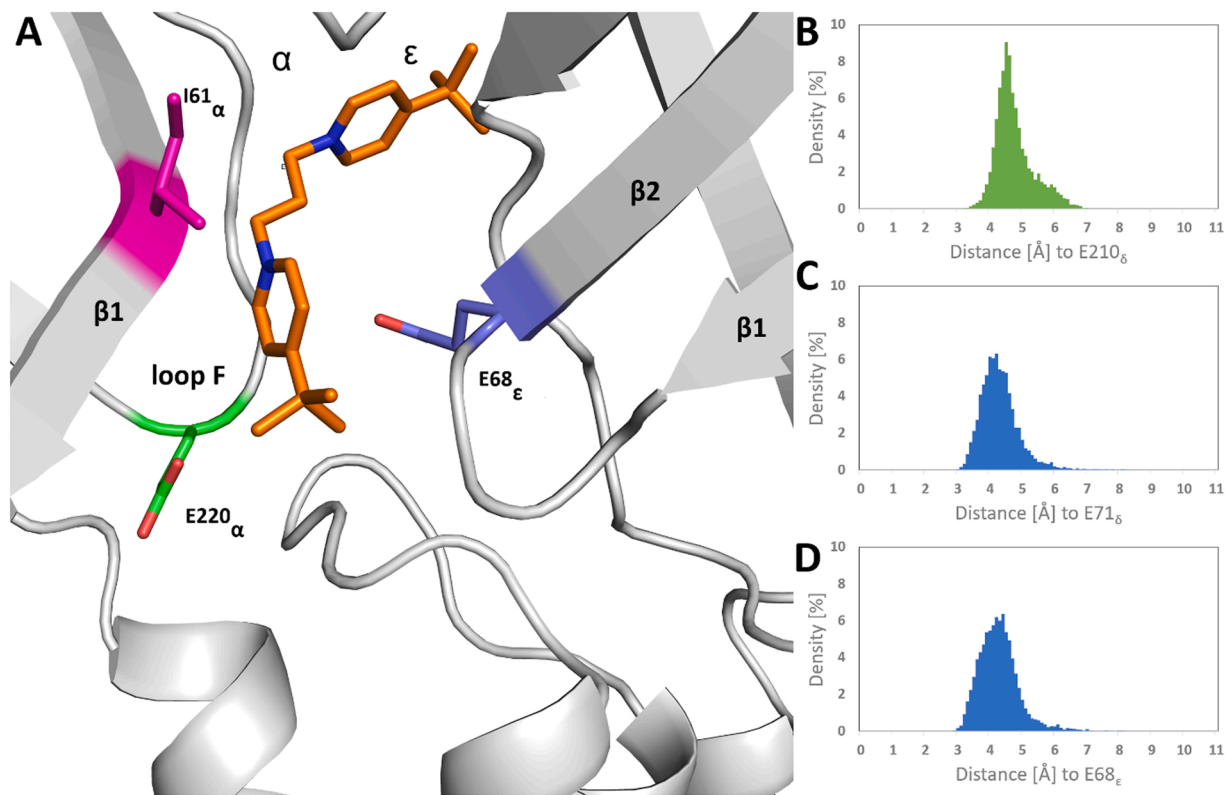 A
α
ε
I61α
β2
β1
β1
loop F
E68ε
E220α
B
Density [%]
10
8
6
4
2
0
0 1 2 3 4 5 6 7 8 9 10 11
Distance [Å] to E210δ
C
Density [%]
10
8
6
4
2
0
0 1 2 3 4 5 6 7 8 9 10 11
Distance [Å] to E71δ
D
Density [%]
10
8
6
4
2
0
0 1 2 3 4 5 6 7 8 9 10 11
Distance [Å] to E68ε